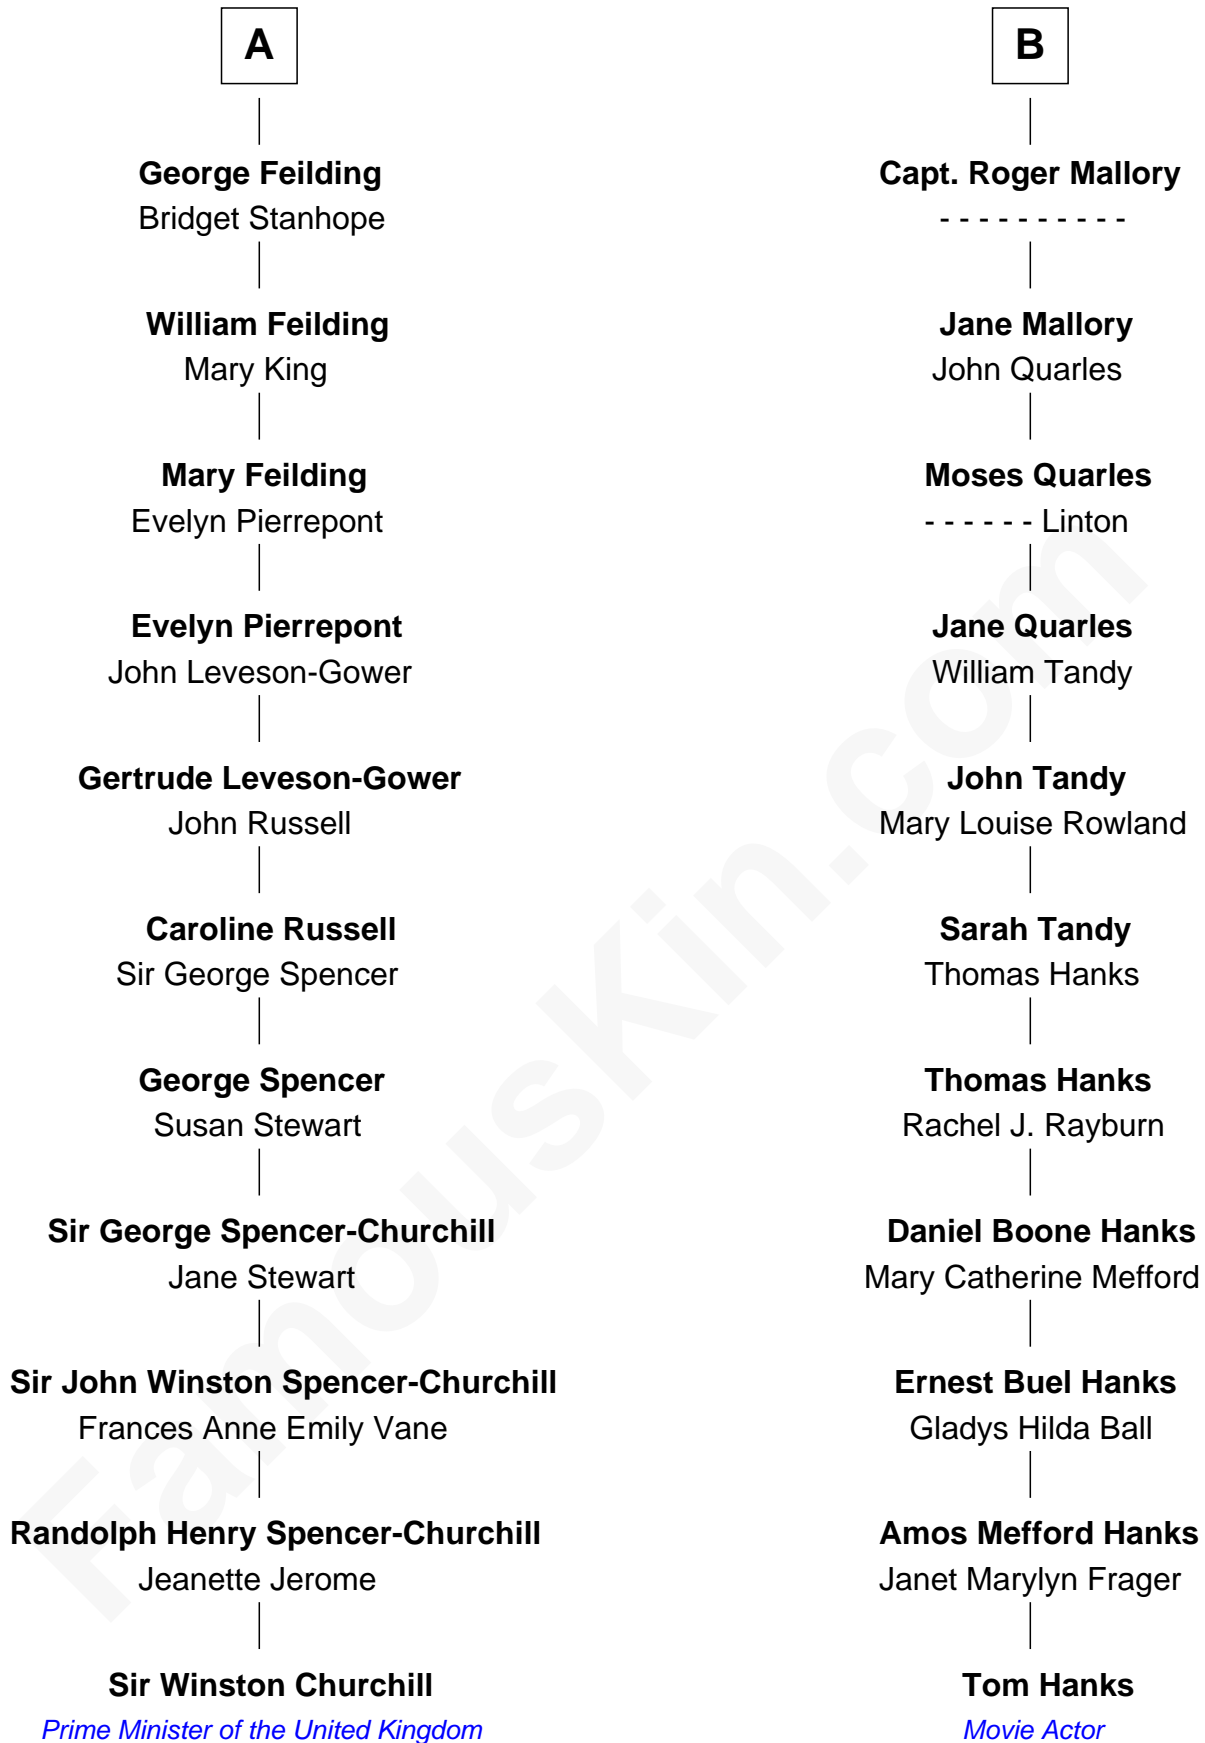 A
George Feilding
Bridget Stanhope
William Feilding
Mary King
Mary Feilding
Evelyn Pierrepont
Evelyn Pierrepont
John Leveson-Gower
Gertrude Leveson-Gower
John Russell
Caroline Russell
Sir George Spencer
George Spencer
Susan Stewart
Sir George Spencer-Churchill
Jane Stewart
Sir John Winston Spencer-Churchill
Frances Anne Emily Vane
Randolph Henry Spencer-Churchill
Jeanette Jerome
Sir Winston Churchill
Prime Minister of the United Kingdom
B
Capt. Roger Mallory
- - - - - - - - - -
Jane Mallory
John Quarles
Moses Quarles
- - - - - - Linton
Jane Quarles
William Tandy
John Tandy
Mary Louise Rowland
Sarah Tandy
Thomas Hanks
Thomas Hanks
Rachel J. Rayburn
Daniel Boone Hanks
Mary Catherine Mefford
Ernest Buel Hanks
Gladys Hilda Ball
Amos Mefford Hanks
Janet Marylyn Frager
Tom Hanks
Movie Actor
FamousKin.com